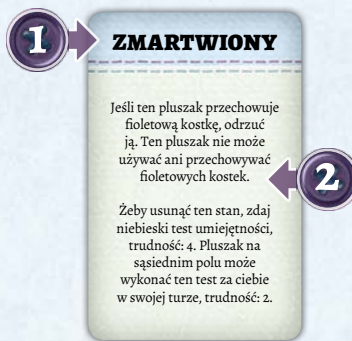 1
ZMARTWIONY
Jeśli ten pluszak przechowuje
fioletową kostkę, odrzuć
ją. Ten pluszak nie może
używać ani przechowywać
fioletowych kostek.
2
Żeby usunąć ten stan, zdaj
niebieski test umiejętności,
trudność: 4. Pluszak na
sąsiednim polu może
wykonać ten test za ciebie
w swojej turze, trudność: 2.